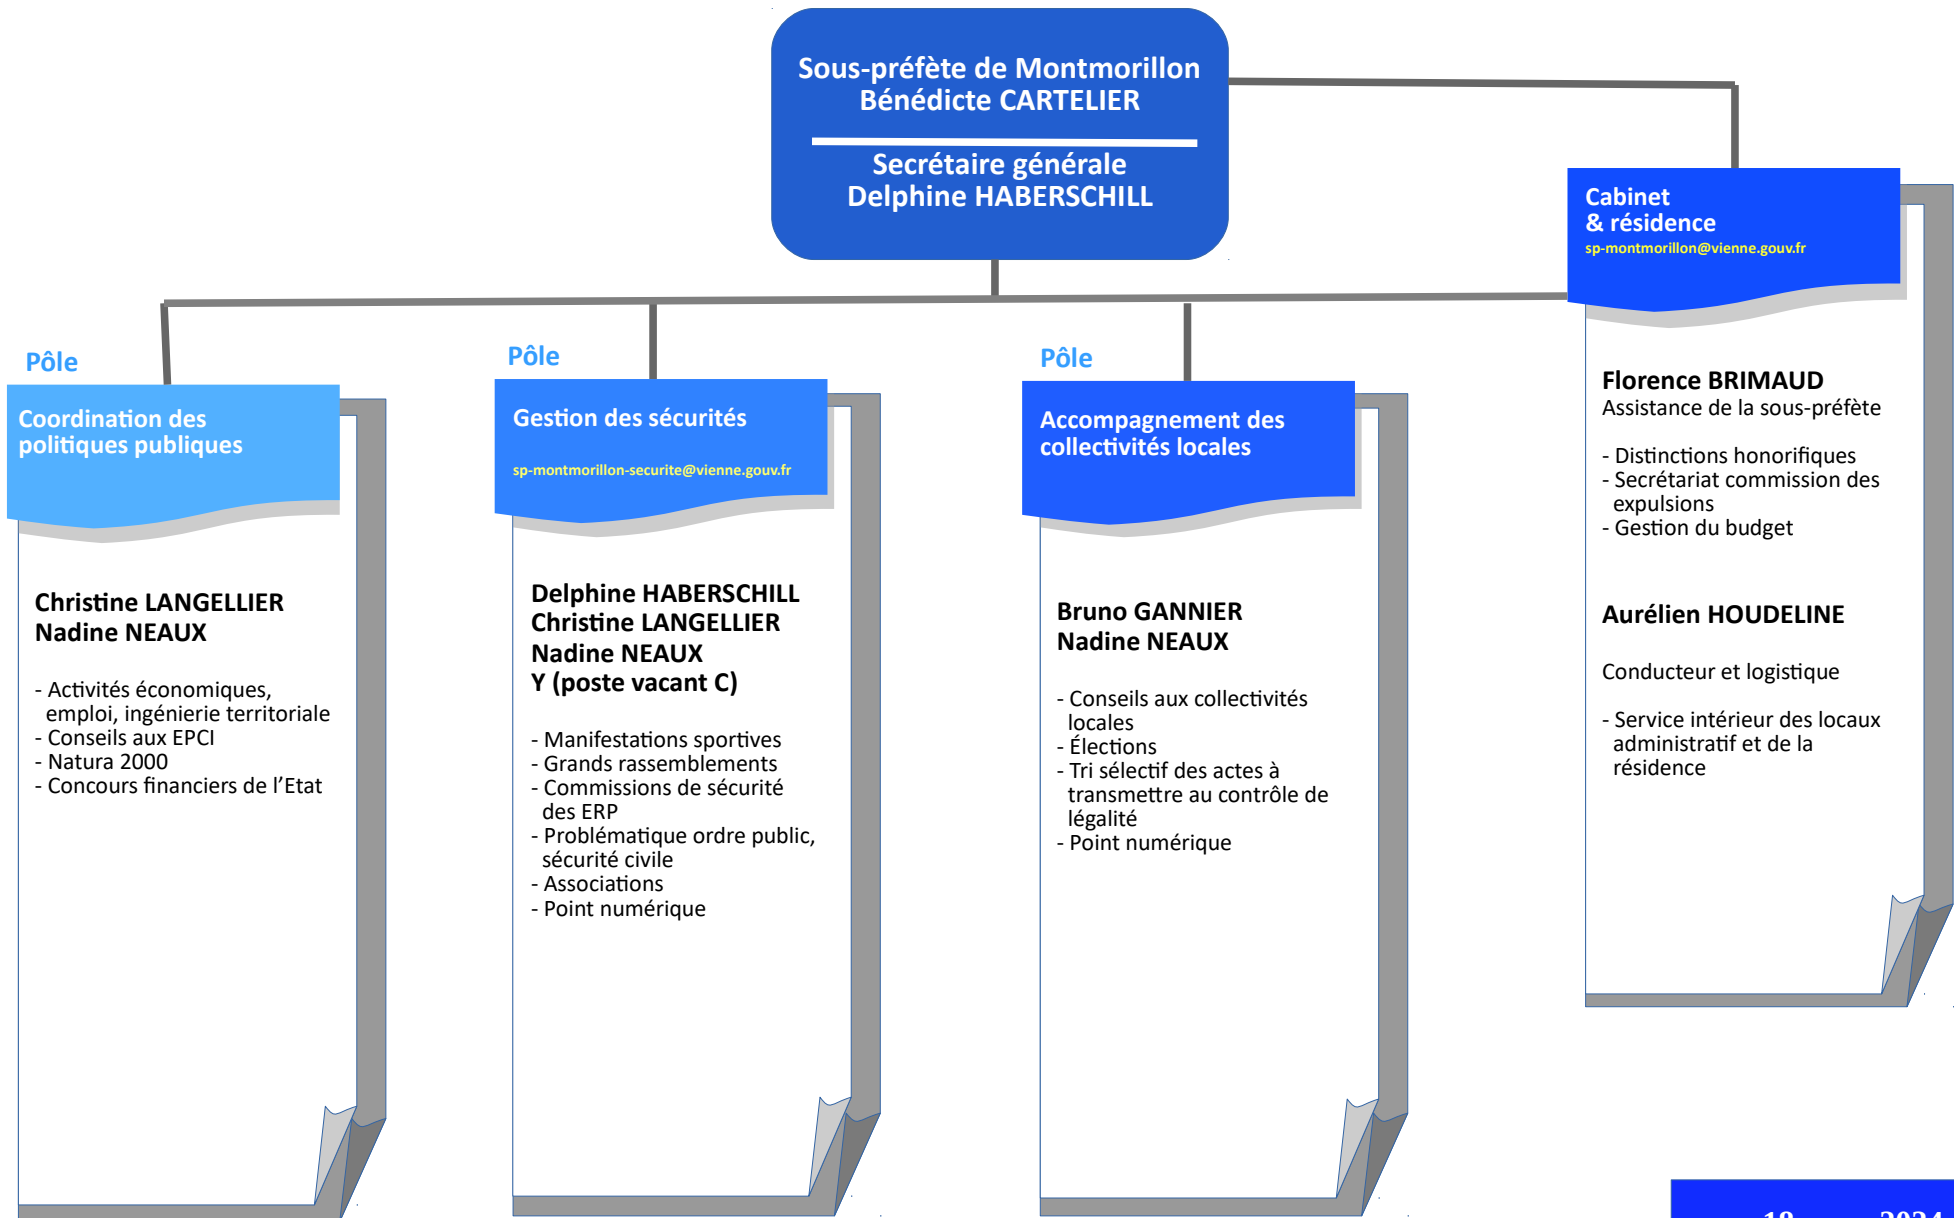 Sous-préfète de Montmorillon
Bénédicte CARTELIER
Secrétaire générale
Delphine HABERSCHILL
Cabinet
& résidence
sp-montmorillon@vienne.gouv.fr
Florence BRIMAUD
Assistance de la sous-préfète
- Distinctions honorifiques
- Secrétariat commission des
expulsions
- Gestion du budget
Aurélien HOUDELINE
Conducteur et logistique
- Service intérieur des locaux
administratif et de la
résidence
Pôle
Coordination des
politiques publiques
Christine LANGELLIER
Nadine NEAUX
- Activités économiques,
emploi, ingénierie territoriale
- Conseils aux EPCI
- Natura 2000
- Concours financiers de l’Etat
Pôle
Gestion des sécurités
sp-montmorillon-securite@vienne.gouv.fr
Delphine HABERSCHILL
Christine LANGELLIER
Nadine NEAUX
Y (poste vacant C)
- Manifestations sportives
- Grands rassemblements
- Commissions de sécurité
des ERP
- Problématique ordre public,
sécurité civile
- Associations
- Point numérique
Pôle
Accompagnement des
collectivités locales
Bruno GANNIER
Nadine NEAUX
- Conseils aux collectivités
locales
- Élections
- Tri sélectif des actes à
transmettre au contrôle de
légalité
- Point numérique
18 2024